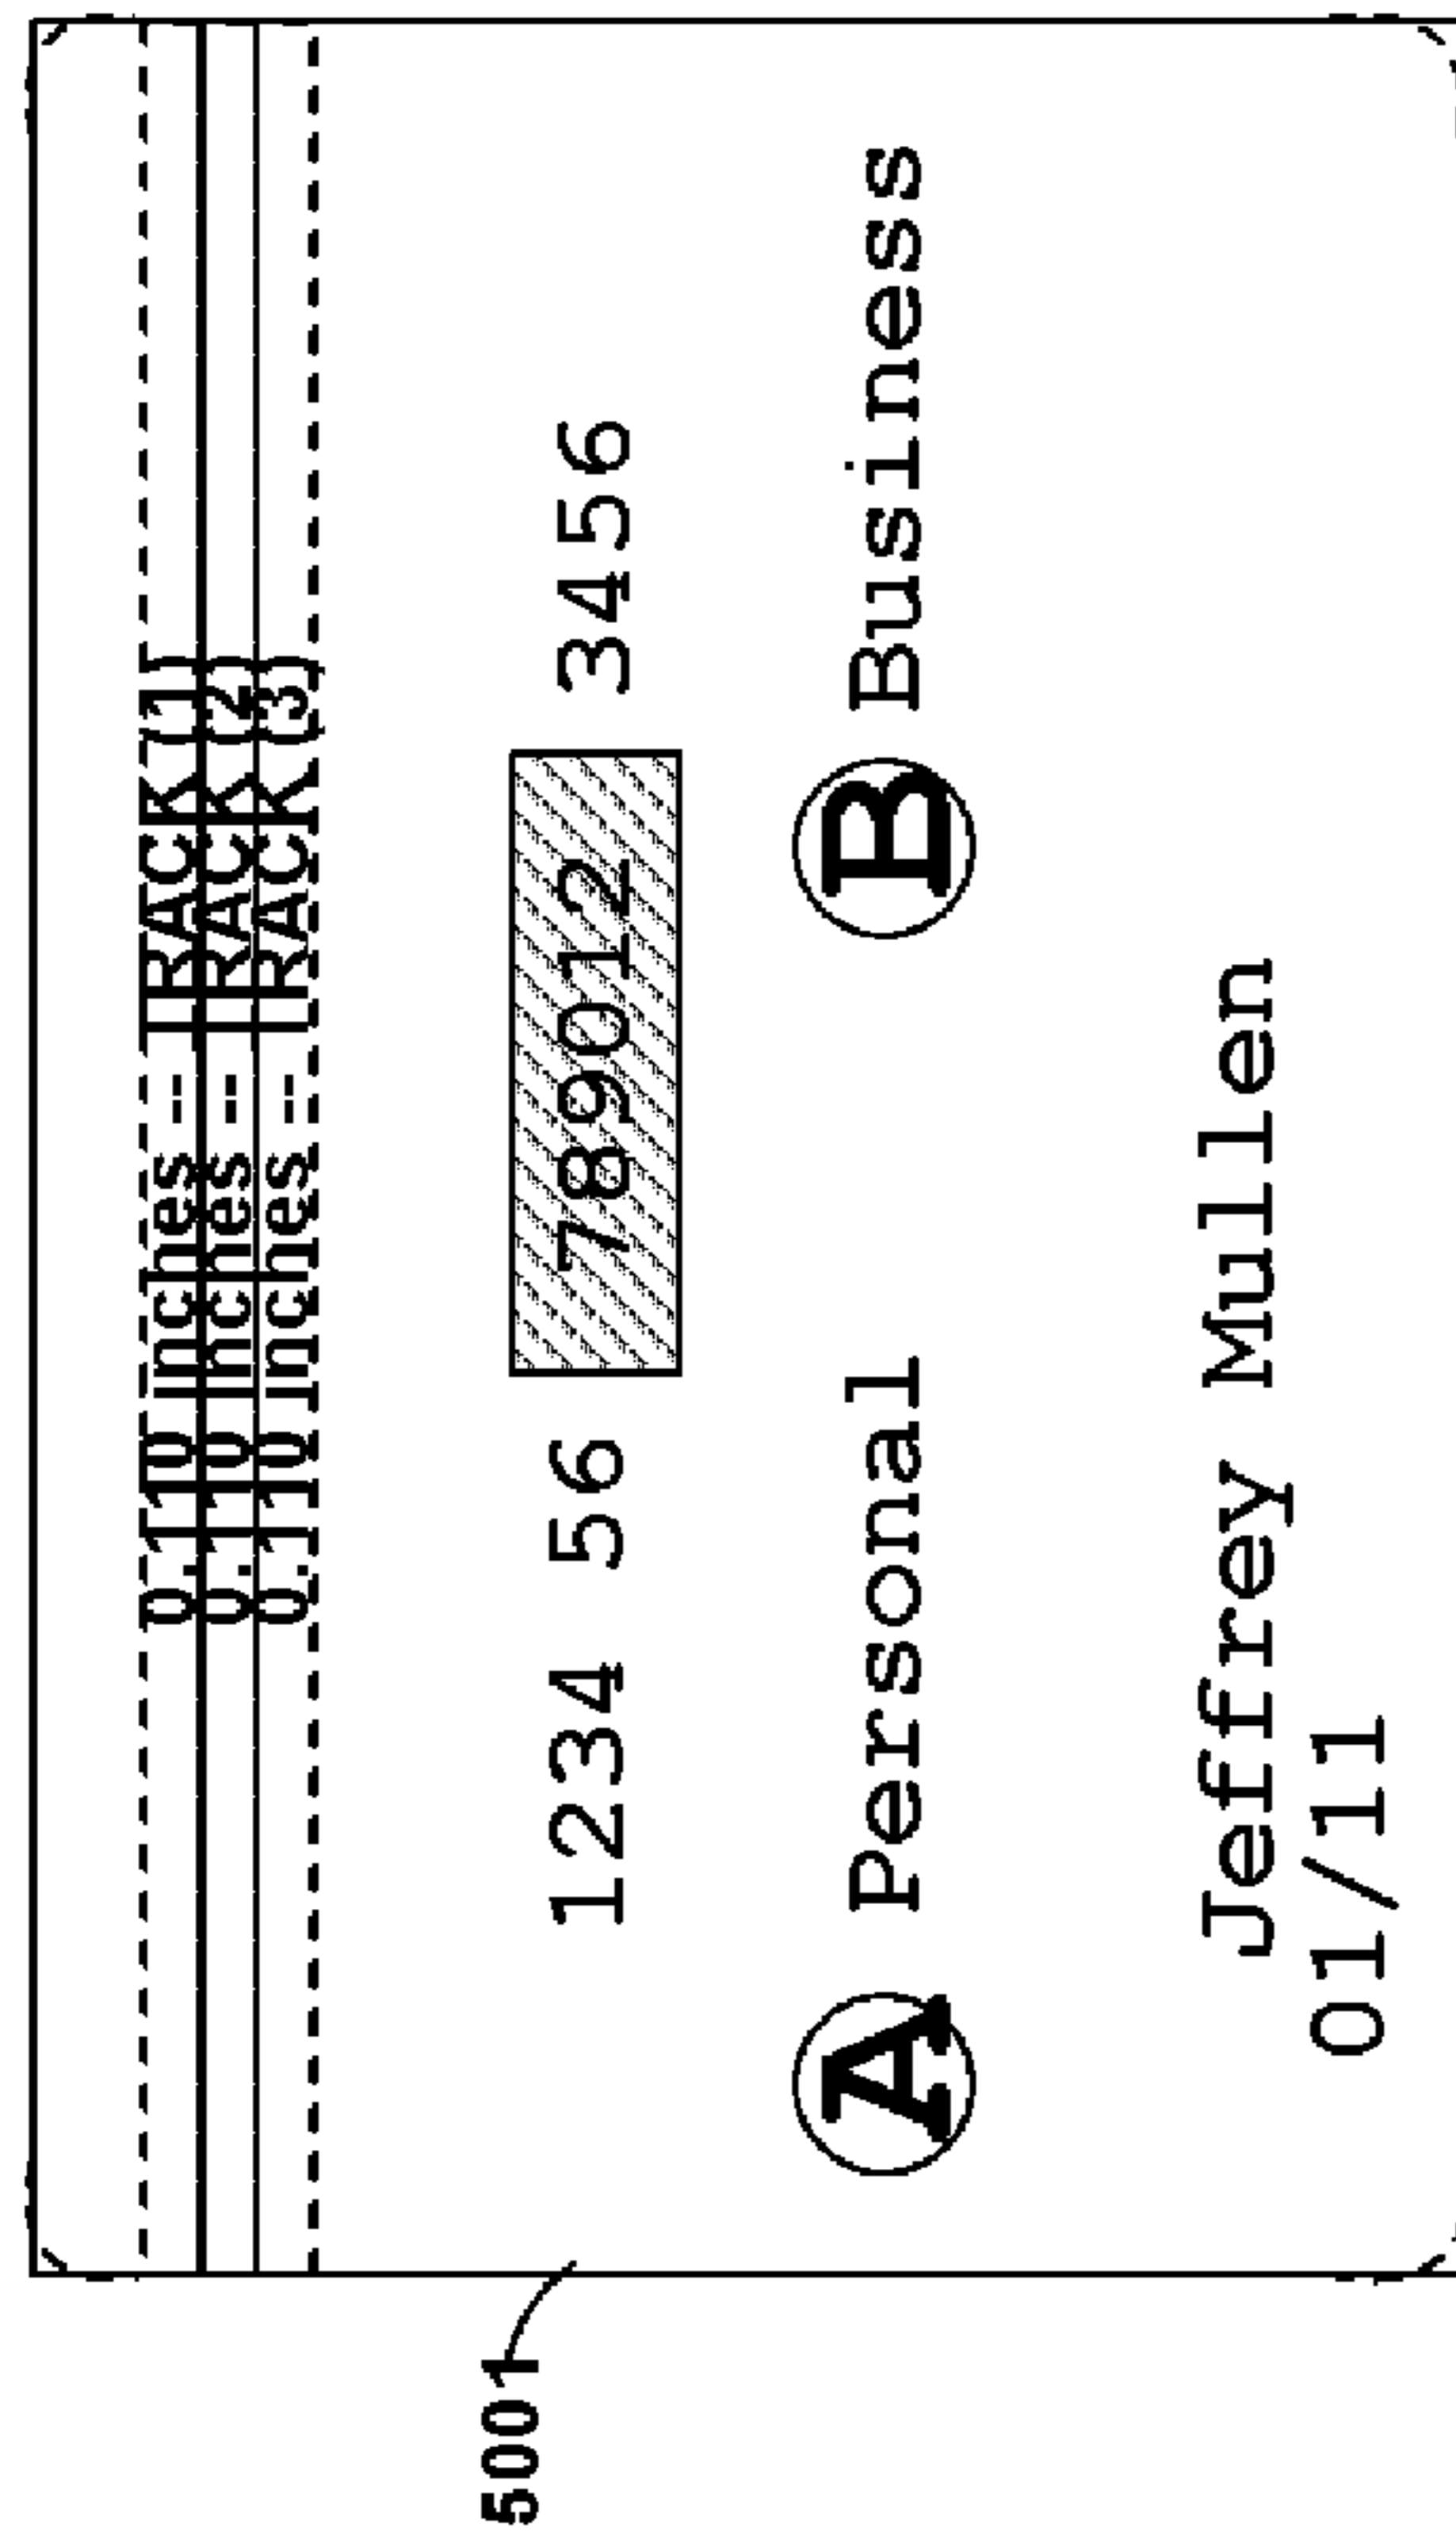 0.110 inches -- TRACK (1)
0.110 inches -- TRACK (2)
0.110 inches -- TRACK (3)
1234 56 789012 3456
A Personal B Business
Jeffrey Mullen
01/11
5001